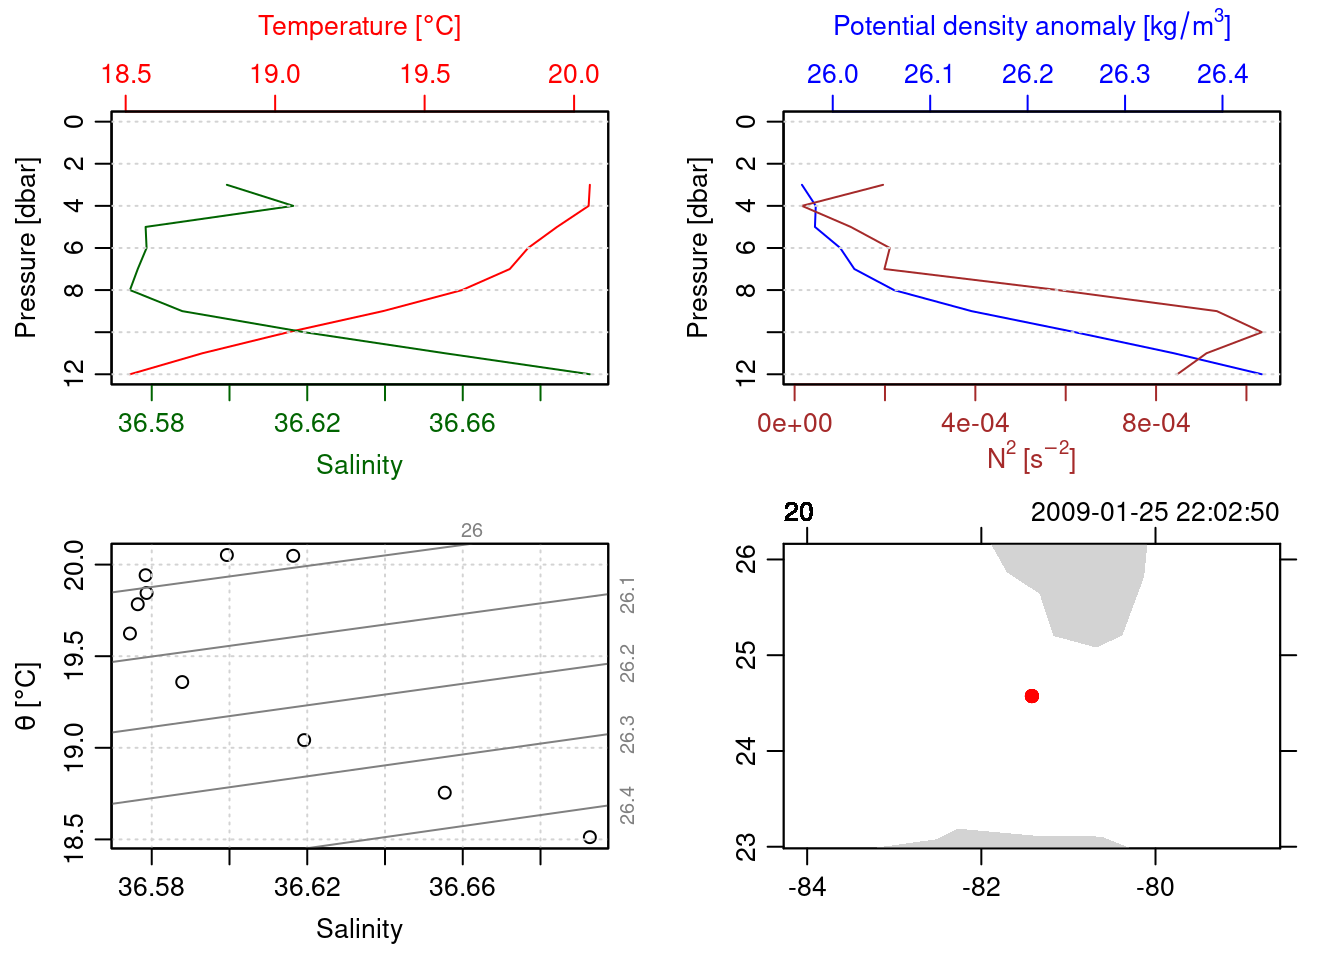 Temperature [°C]
18.5 19.0 19.5 20.0
0
2
4
6
8
12
Pressure [dbar]
36.58 36.62 36.66
Salinity
Potential density anomaly [kg/m³]
26.0 26.1 26.2 26.3 26.4
0
2
4
6
8
12
Pressure [dbar]
0e+00 4e-04 8e-04
N² [s⁻²]
26
20.0
19.5
19.0
18.5
θ [°C]
26.1
26.2
26.3
26.4
36.58 36.62 36.66
Salinity
20 2009-01-25 22:02:50
26
25
24
23
-84 -82 -80